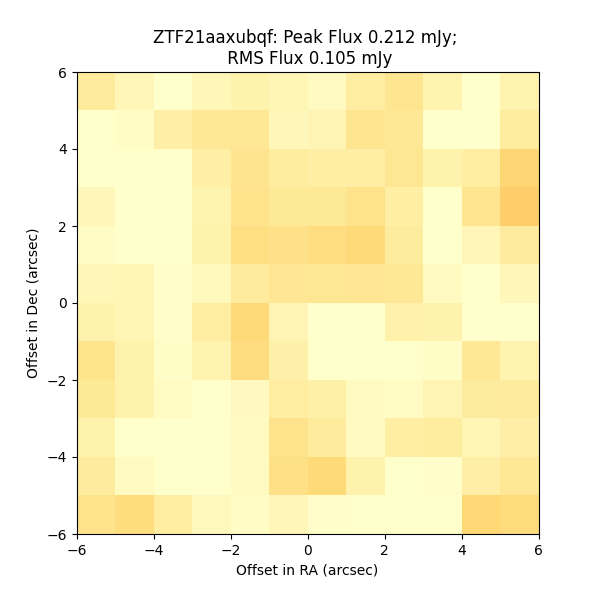 ZTF21aaxubqf: Peak Flux 0.212 mJy;
RMS Flux 0.105 mJy
6
4
2
0
−2
−4
−6
Offset in Dec (arcsec)
−6 −4 −2 0 2 4 6
Offset in RA (arcsec)